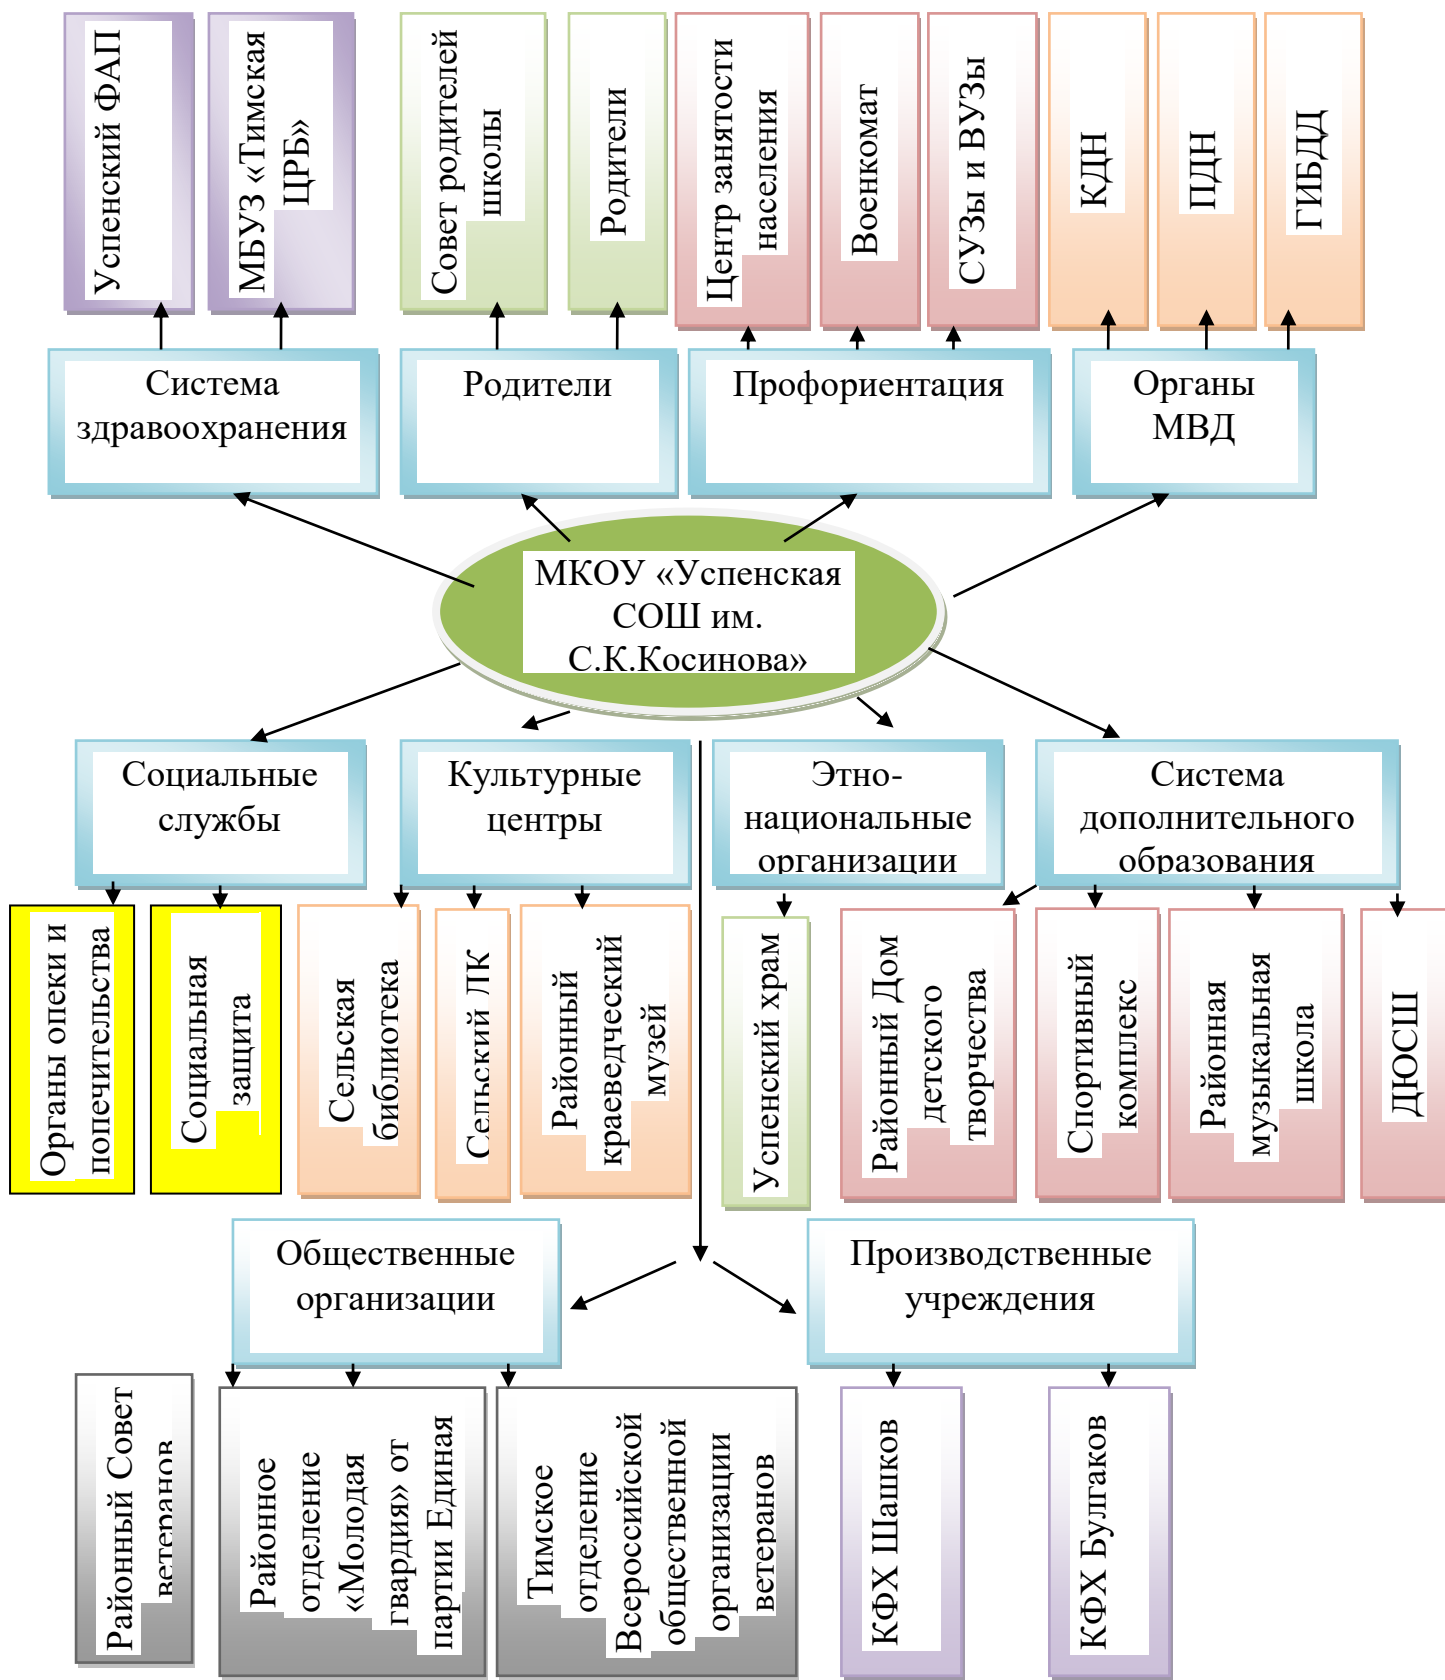 Успенский ФАП
МБУЗ «Тимская
ЦРБ»
Совет родителей
школы
Родители
Центр занятости
населения
Военкомат
СУЗы и ВУЗы
КДН
ПДН
ГИБДД
Система
здравоохранения
Родители
Профориентация
Органы
МВД
МКОУ «Успенская
СОШ им.
С.К.Косинова»
Социальные
службы
Культурные
центры
Этно-
национальные
организации
Система
дополнительного
образования
Органы опеки и
попечительства
Социальная
защита
Сельская
библиотека
Сельский
Районный
краеведческий
музей
Успенский храм
Районный Дом
детского
творчества
Спортивный
комплекс
Районная
музыкальная
школа
ДЮСШ
Общественные
организации
Производственные
учреждения
Районный Совет
ветеранов
Районное
отделение
«Молодая
гвардия» от
партии Единая
Тимское
отделение
Всероссийской
общественной
организации
ветеранов
КФХ Шашков
КФХ Булгаков